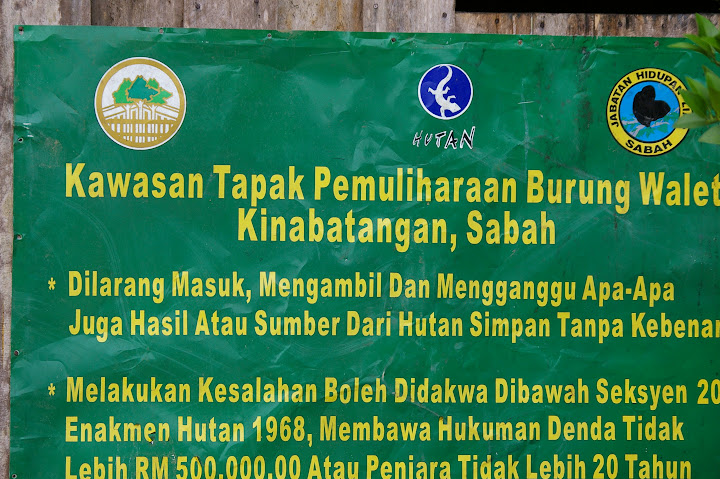 HUTAN
JABATAN HIDUPAN
SABAH
Kawasan Tapak Pemuliharaan Burung Walet
Kinabatangan, Sabah
* Dilarang Masuk, Mengambil Dan Mengganggu Apa-Apa
Juga Hasil Atau Sumber Dari Hutan Simpan Tanpa
* Melakukan Kesalahan Boleh Didakwa Dibawah Seksyen 20
Enakmen Hutan 1968, Membawa Hukuman Denda Tidak
Lebih RM 500,000.00 Atau Penjara Tidak Lebih 20 Tahun